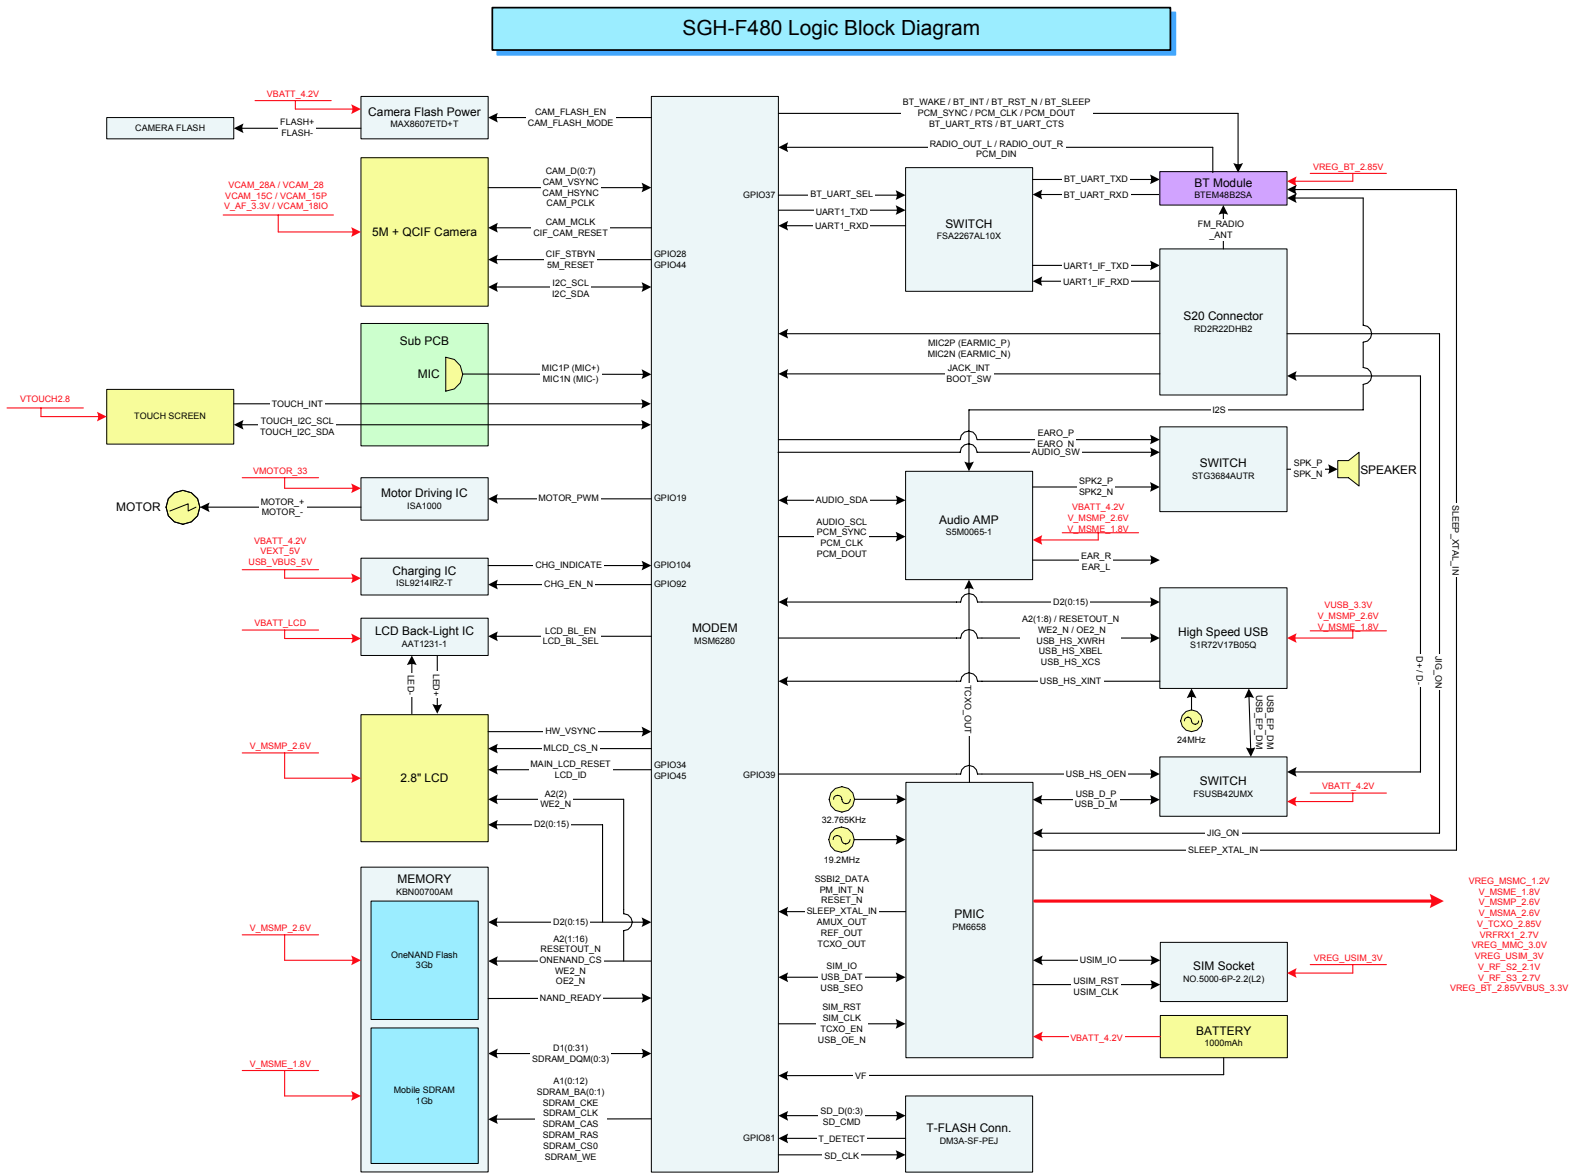 SGH-F480 Logic Block Diagram
VBATT_4.2V
Camera Flash Power
MAX8607ETD+T
CAM_FLASH_EN
CAM_FLASH_MODE
CAMERA FLASH
FLASH+
FLASH-
VCAM_28A / VCAM_28
VCAM_15C / VCAM_15P
V_AF_3.3V / VCAM_18IO
5M + QCIF Camera
CAM_D(0:7)
CAM_VSYNC
CAM_HSYNC
CAM_PCLK
CAM_MCLK
CIF_CAM_RESET
CIF_STBYN
5M_RESET
GPIO28
GPIO44
I2C_SCL
I2C_SDA
Sub PCB
MIC
MIC1P (MIC+)
MIC1N (MIC-)
VTOUCH2.8
TOUCH SCREEN
TOUCH_INT
TOUCH_I2C_SCL
TOUCH_I2C_SDA
VMOTOR_33
MOTOR
MOTOR_+
MOTOR_-
Motor Driving IC
ISA1000
MOTOR_PWM
GPIO19
VBATT_4.2V
VEXT_5V
USB_VBUS_5V
Charging IC
ISL9214IRZ-T
CHG_INDICATE
GPIO104
CHG_EN_N
GPIO92
VBATT_LCD
LCD Back-Light IC
AAT1231-1
LCD_BL_EN
LCD_BL_SEL
LED-
LED+
V_MSMP_2.6V
2.8" LCD
HW_VSYNC
MLCD_CS_N
MAIN_LCD_RESET
LCD_ID
GPIO34
GPIO45
A2(2)
WE2_N
D2(0:15)
MEMORY
KBN00700AM
V_MSMP_2.6V
OneNAND Flash
3Gb
D2(0:15)
A2(1:16)
RESETOUT_N
ONENAND_CS
WE2_N
OE2_N
NAND_READY
V_MSME_1.8V
Mobile SDRAM
1Gb
D1(0:31)
SDRAM_DQM(0:3)
A1(0:12)
SDRAM_BA(0:1)
SDRAM_CKE
SDRAM_CLK
SDRAM_CAS
SDRAM_RAS
SDRAM_CS0
SDRAM_WE
MODEM
MSM6280
BT_WAKE / BT_INT / BT_RST_N / BT_SLEEP
PCM_SYNC / PCM_CLK / PCM_DOUT
BT_UART_RTS / BT_UART_CTS
RADIO_OUT_L / RADIO_OUT_R
PCM_DIN
GPIO37
BT_UART_SEL
UART1_TXD
UART1_RXD
SWITCH
FSA2267AL10X
BT_UART_TXD
BT_UART_RXD
BT Module
BTEM48B2SA
VREG_BT_2.85V
FM_RADIO
_ANT
UART1_IF_TXD
UART1_IF_RXD
S20 Connector
RD2R22DHB2
MIC2P (EARMIC_P)
MIC2N (EARMIC_N)
JACK_INT
BOOT_SW
I2S
EARO_P
EARO_N
AUDIO_SW
SWITCH
STG3684AUTR
SPK_P
SPK_N
SPEAKER
AUDIO_SDA
AUDIO_SCL
PCM_SYNC
PCM_CLK
PCM_DOUT
Audio AMP
S5M0065-1
SPK2_P
SPK2_N
VBATT_4.2V
V_MSMP_2.6V
V_MSME_1.8V
EAR_R
EAR_L
SLEEP_XTAL_IN
D2(0:15)
A2(1:8) / RESETOUT_N
WE2_N / OE2_N
USB_HS_XWRH
USB_HS_XBEL
USB_HS_XCS
USB_HS_XINT
High Speed USB
S1R72V17B05Q
VUSB_3.3V
V_MSMP_2.6V
V_MSME_1.8V
TCXO_OUT
24MHz
USB_EP_DM
USB_EP_DM
D+ / D-
JIG_ON
GPIO39
USB_HS_OEN
SWITCH
FSUSB42UMX
VBATT_4.2V
USB_D_P
USB_D_M
32.765KHz
19.2MHz
JIG_ON
SLEEP_XTAL_IN
SSBI2_DATA
PM_INT_N
RESET_N
SLEEP_XTAL_IN
AMUX_OUT
REF_OUT
TCXO_OUT
PMIC
PM6658
SIM_IO
USB_DAT
USB_SEO
SIM_RST
SIM_CLK
TCXO_EN
USB_OE_N
VREG_MSMC_1.2V
V_MSME_1.8V
V_MSMP_2.6V
V_MSMA_2.6V
V_TCXO_2.85V
VRFRX1_2.7V
VREG_MMC_3.0V
VREG_USIM_3V
V_RF_S2_2.1V
V_RF_S3_2.7V
VREG_BT_2.85VVBUS_3.3V
USIM_IO
USIM_RST
USIM_CLK
SIM Socket
NO.5000-6P-2.2(L2)
VREG_USIM_3V
VBATT_4.2V
BATTERY
1000mAh
VF
SD_D(0:3)
SD_CMD
GPIO81
T_DETECT
SD_CLK
T-FLASH Conn.
DM3A-SF-PEJ